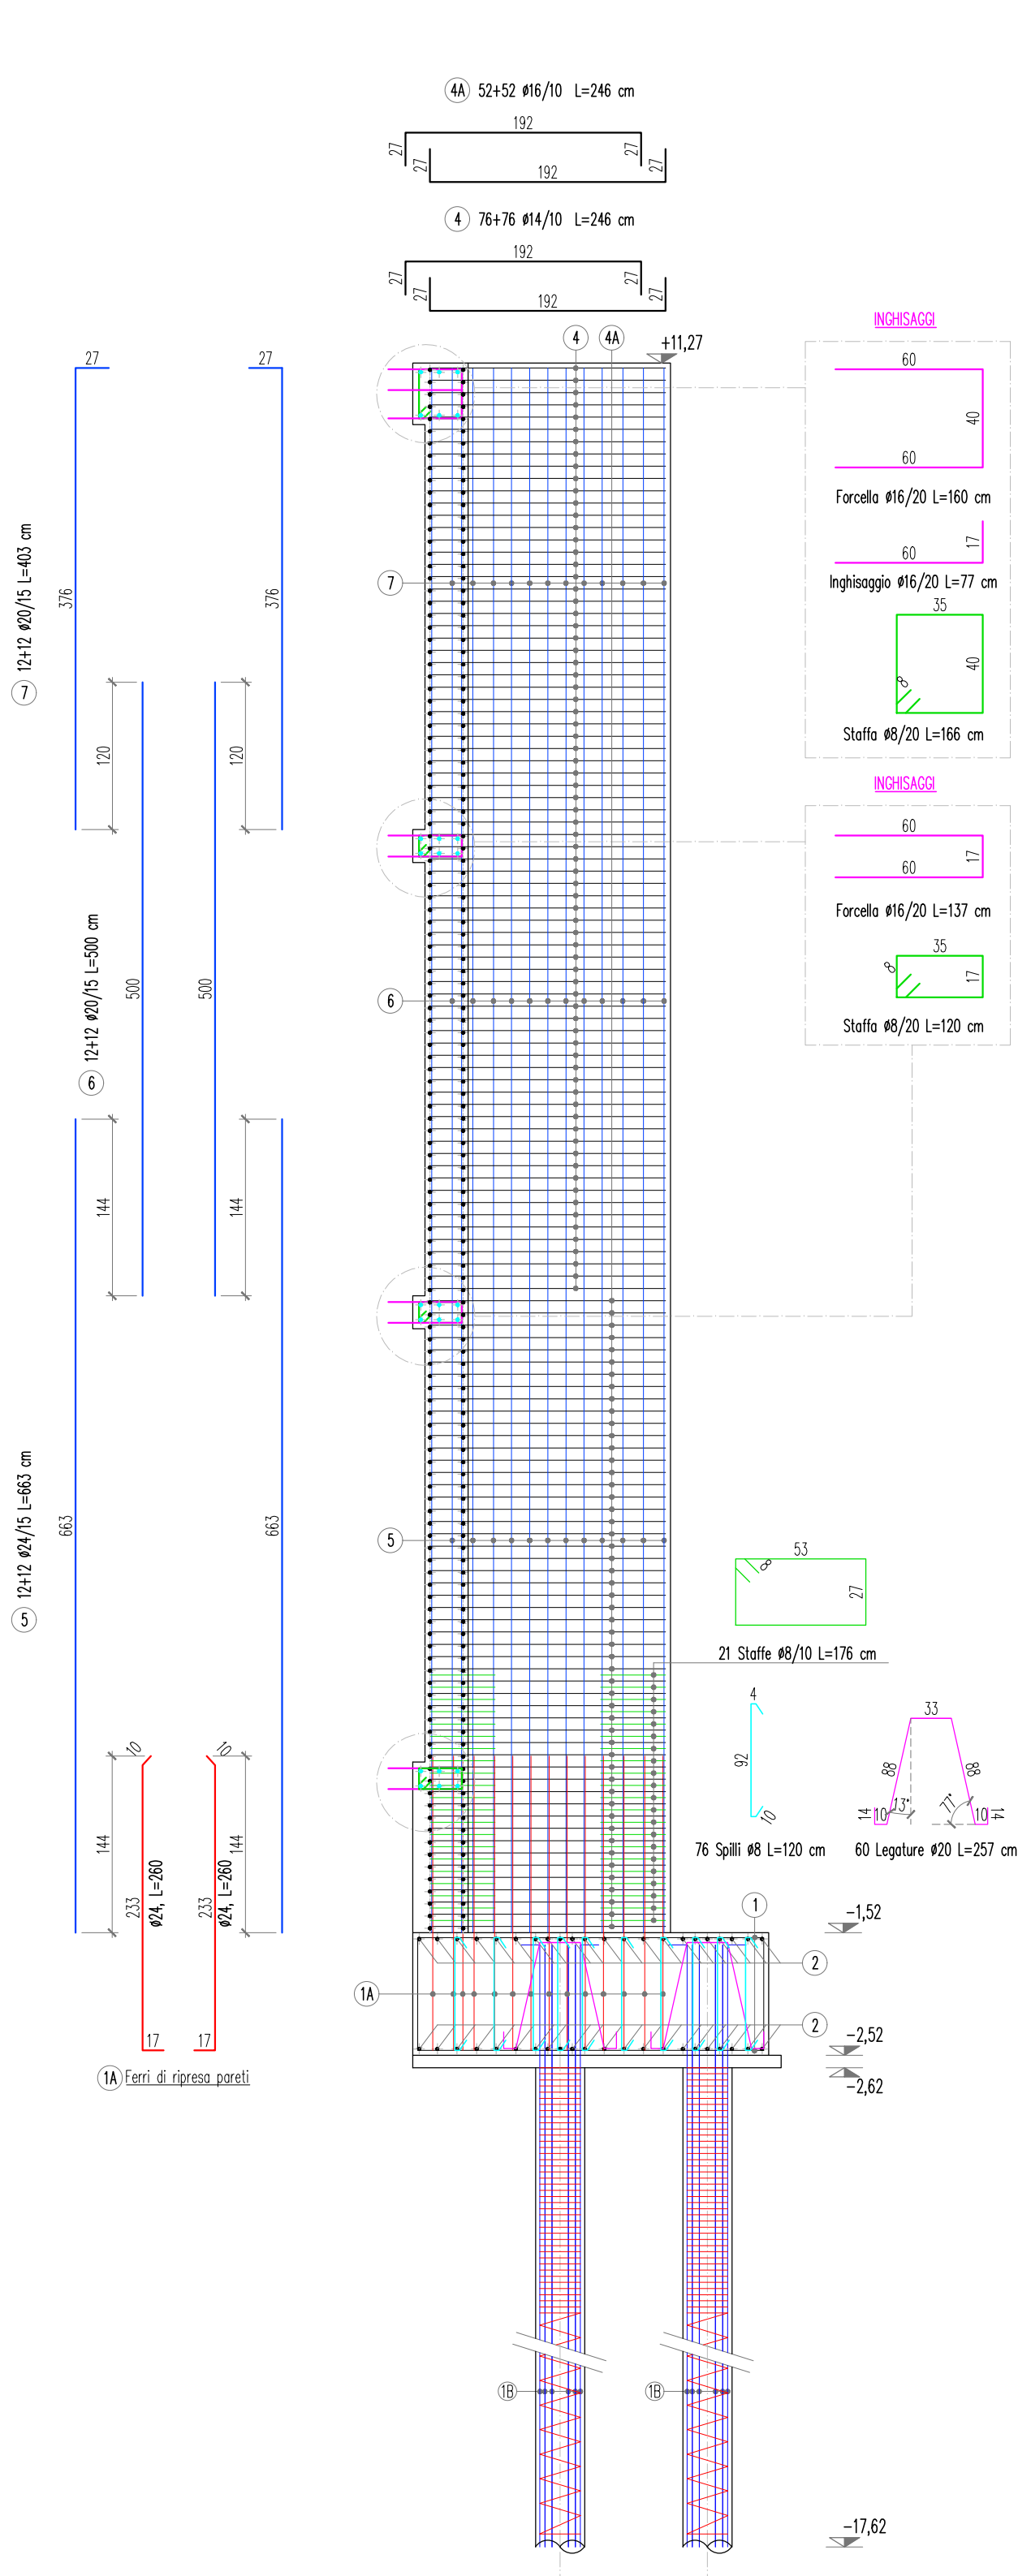 4A 52+52 ø16/10 L=246 cm
192
27 27
27 27
192
4 76+76 ø14/10 L=246 cm
192
27 27
27 27
192
4 4A
+11,27
INGHISAGGI
60
40
60
Forcella ø16/20 L=160 cm
60
17
Inghisaggio ø16/20 L=77 cm
35
40
8
Staffa ø8/20 L=166 cm
INGHISAGGI
60
17
60
Forcella ø16/20 L=137 cm
35
8
17
Staffa ø8/20 L=120 cm
27 27
7 12+12 ø20/15 L=403 cm
376 376
120 120
7
6 12+12 ø20/15 L=500 cm
500 500
6
144 144
5 12+12 ø24/15 L=663 cm
663 663
5
53
8
27
21 Staffe ø8/10 L=176 cm
4
92
10
76 Spilli ø8 L=120 cm
33
88 88
14 10 13° 77° 10 14
60 Legature ø20 L=257 cm
10 10
144 144
233 ø24, L=260
233 ø24, L=260
17 17
1A Ferri di ripresa pareti
1
-1,52
2
1A
2
-2,52
-2,62
1B 1B
-17,62